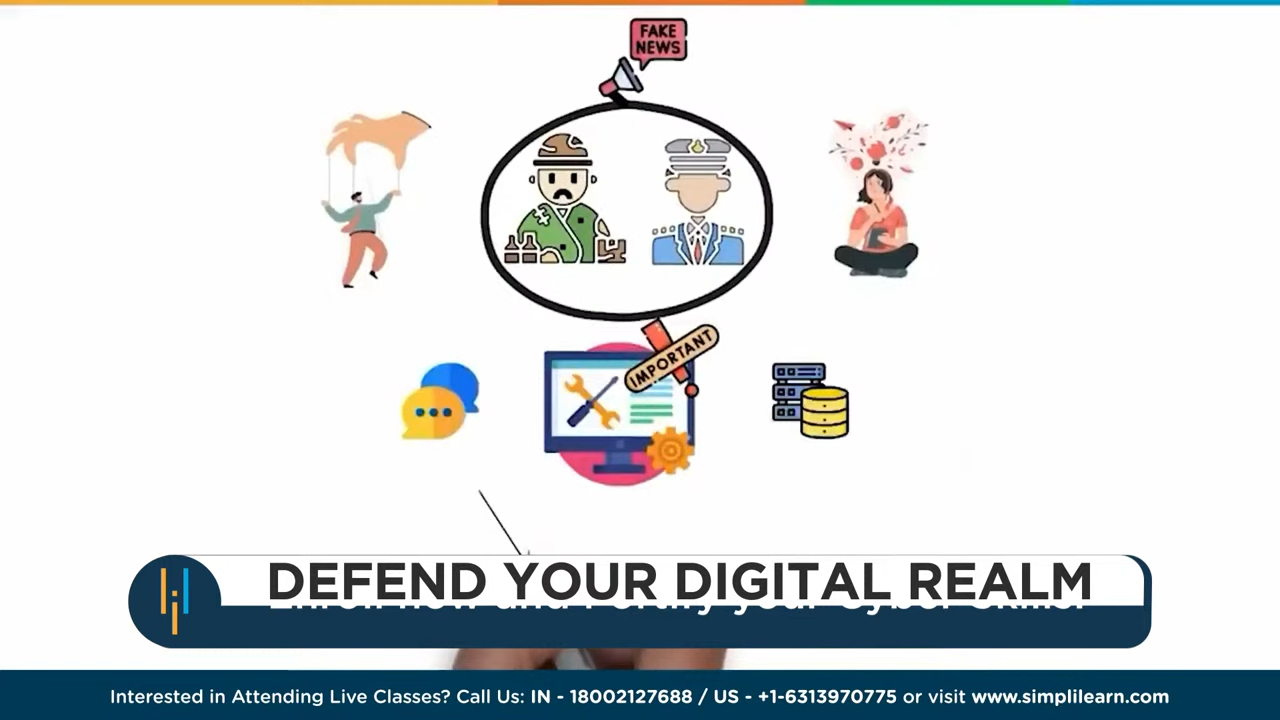 FAKE
NEWS
IMPORTANT
DEFEND YOUR DIGITAL REALM
Interested in Attending Live Classes? Call Us: IN - 18002127688 / US - +1-6313970775 or visit www.simplilearn.com